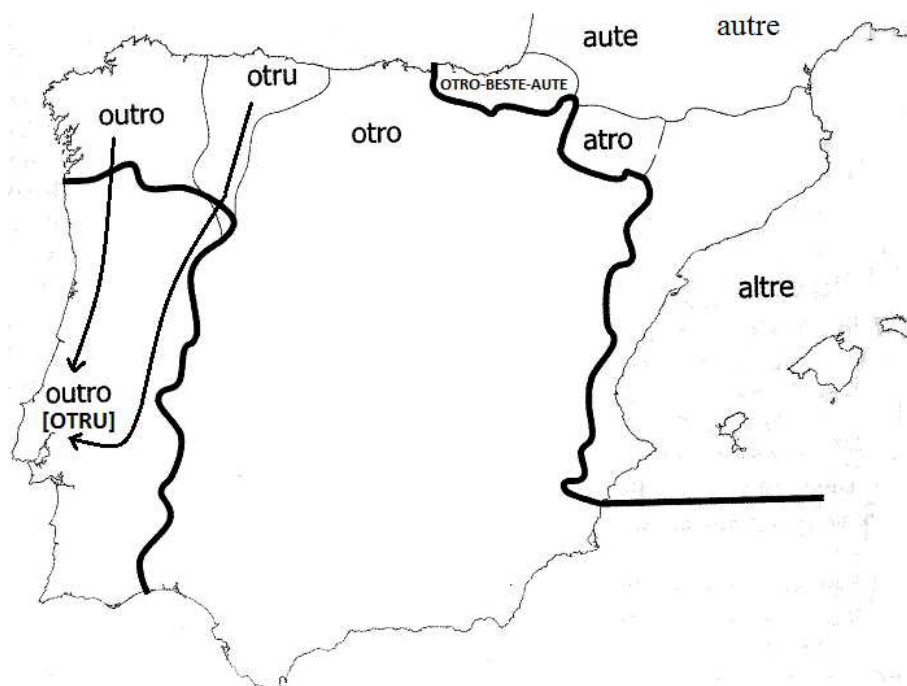 aute
autre
otru
OTRO-BESTE-AUTE
outro
otro
atro
altre
outro
[OTRU]